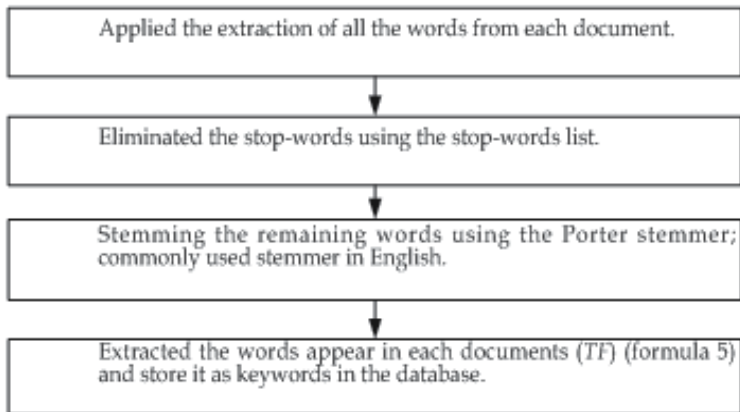 Applied the extraction of all the words from each document.
Eliminated the stop-words using the stop-words list.
Stemming the remaining words using the Porter stemmer;
commonly used stemmer in English.
Extracted the words appear in each documents (TF) (formula 5)
and store it as keywords in the database.